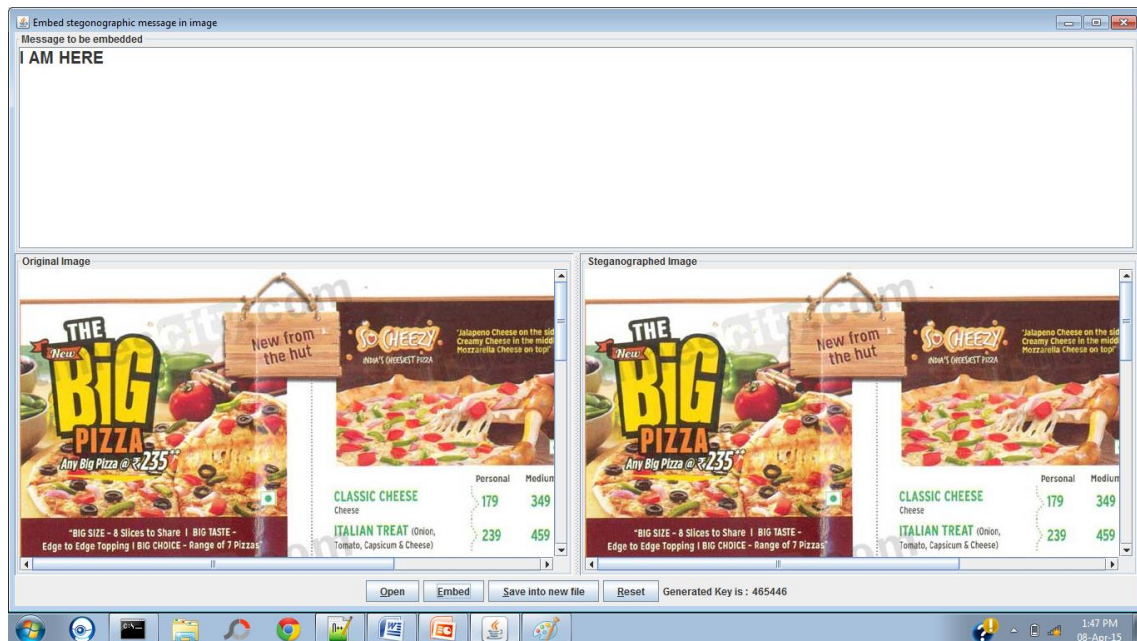 Embed stegonographic message in image
Message to be embedded
I AM HERE
Original Image
THE
New
BiG
PIZZA
Any Big Pizza @ ₹235**
"BIG SIZE - 8 Slices to Share I BIG TASTE -
Edge to Edge Topping I BIG CHOICE - Range of 7 Pizzas"
New from
the hut
SO CHEEZY
INDIA'S CHEESIEST PIZZA
"Jalapeno Cheese on the sid
Creamy Cheese in the midd
Mozzarella Cheese on top!"
Personal Medium
CLASSIC CHEESE 179 349
Cheese
ITALIAN TREAT (Onion, 239 459
Tomato, Capsicum & Cheese)
Steganographed Image
THE
New
BiG
PIZZA
Any Big Pizza @ ₹235**
"BIG SIZE - 8 Slices to Share I BIG TASTE -
Edge to Edge Topping I BIG CHOICE - Range of 7 Pizzas"
New from
the hut
SO CHEEZY
INDIA'S CHEESIEST PIZZA
"Jalapeno Cheese on the sid
Creamy Cheese in the midd
Mozzarella Cheese on top!"
Personal Medium
CLASSIC CHEESE 179 349
Cheese
ITALIAN TREAT (Onion, 239 459
Tomato, Capsicum & Cheese)
Open Embed Save into new file Reset Generated Key is : 465446
1:47 PM
08-Apr-15